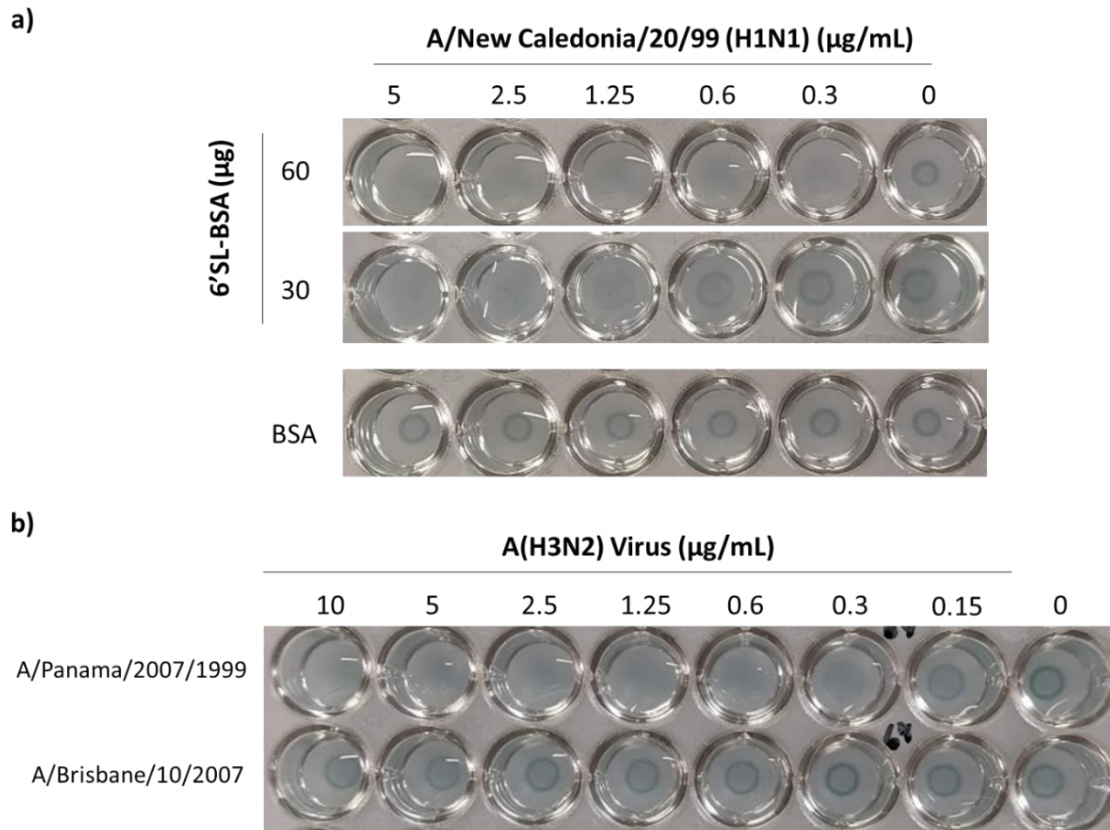 a)
A/New Caledonia/20/99 (H1N1) (µg/mL)
5 2.5 1.25 0.6 0.3 0
6'SL-BSA (µg)
60
30
BSA
b)
A(H3N2) Virus (µg/mL)
10 5 2.5 1.25 0.6 0.3 0.15 0
A/Panama/2007/1999
A/Brisbane/10/2007